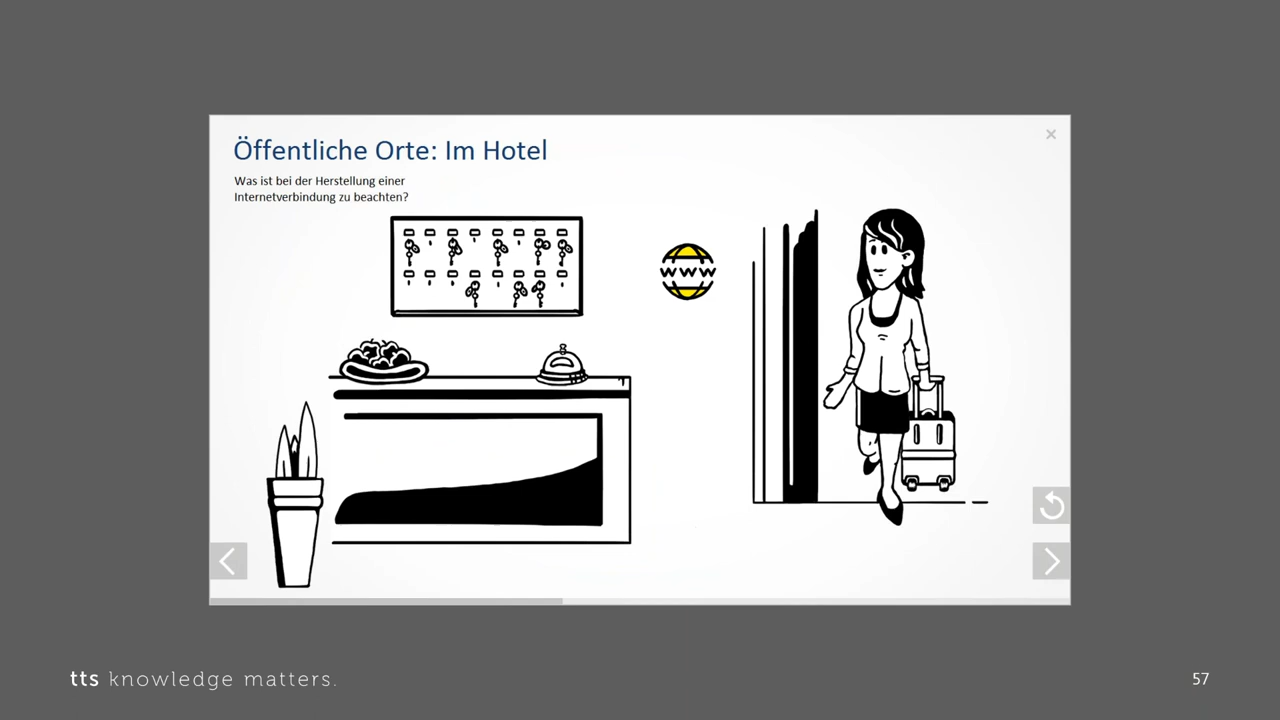 Öffentliche Orte: Im Hotel
Was ist bei der Herstellung einer
Internetverbindung zu beachten?
www
tts knowledge matters.
57